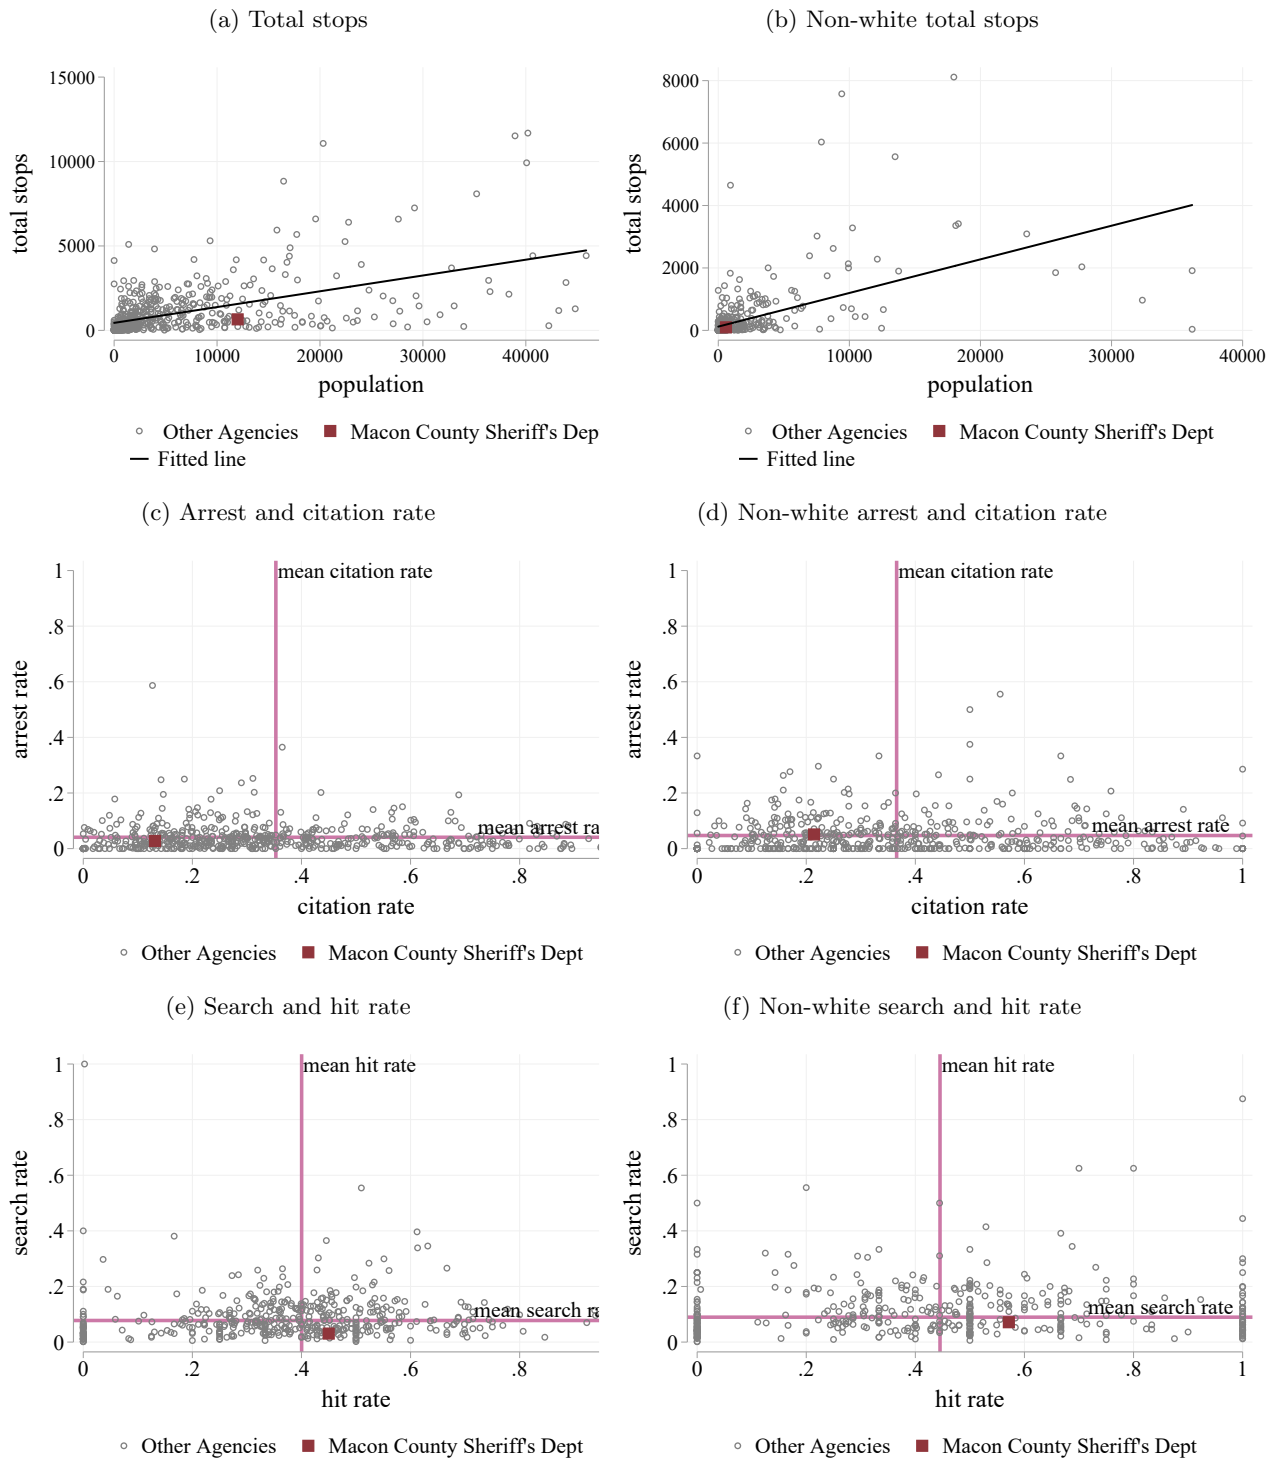 (a) Total stops
(b) Non-white total stops
15000
10000
5000
0
total stops
0 10000 20000 30000 40000
population
Other Agencies Macon County Sheriff's Dep
Fitted line
8000
6000
4000
2000
0
total stops
0 10000 20000 30000 40000
population
Other Agencies Macon County Sheriff's Dept
Fitted line
(c) Arrest and citation rate
(d) Non-white arrest and citation rate
1
.8
.6
.4
.2
0
arrest rate
mean citation rate
mean arrest ra
0 .2 .4 .6 .8
citation rate
Other Agencies Macon County Sheriff's Dept
1
.8
.6
.4
.2
0
arrest rate
mean citation rate
mean arrest rate
0 .2 .4 .6 .8 1
citation rate
Other Agencies Macon County Sheriff's Dept
(e) Search and hit rate
(f) Non-white search and hit rate
1
.8
.6
.4
.2
0
search rate
mean hit rate
mean search ra
0 .2 .4 .6 .8
hit rate
Other Agencies Macon County Sheriff's Dept
1
.8
.6
.4
.2
0
search rate
mean hit rate
mean search rate
0 .2 .4 .6 .8 1
hit rate
Other Agencies Macon County Sheriff's Dept